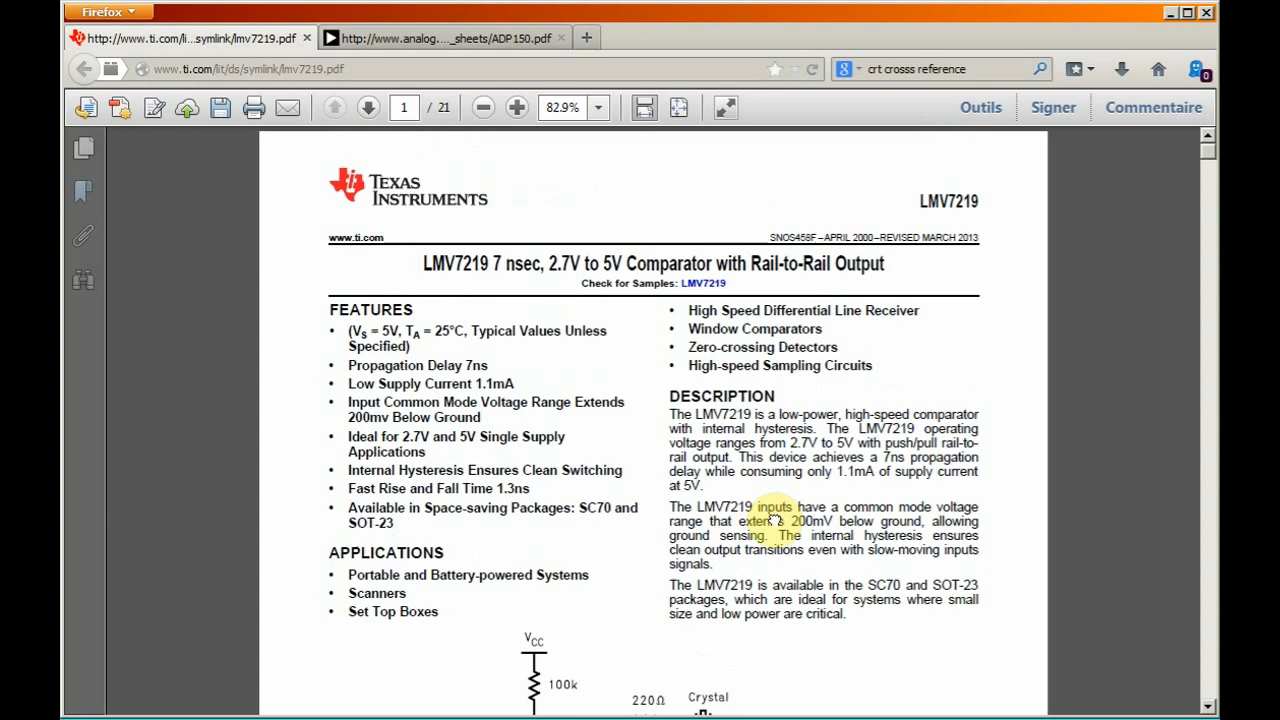 Firefox
http://www.ti.com/li...symlink/lmv7219.pdf
http://www.analog...._sheets/ADP150.pdf
www.ti.com/lit/ds/symlink/lmv7219.pdf
crt crosss reference
0
1 / 21
82.9%
Outils Signer Commentaire
TEXAS
INSTRUMENTS
LMV7219
www.ti.com
SNOS458F –APRIL 2000–REVISED MARCH 2013
LMV7219 7 nsec, 2.7V to 5V Comparator with Rail-to-Rail Output
Check for Samples: LMV7219
FEATURES
• (VS = 5V, TA = 25°C, Typical Values Unless
Specified)
• Propagation Delay 7ns
• Low Supply Current 1.1mA
• Input Common Mode Voltage Range Extends
200mv Below Ground
• Ideal for 2.7V and 5V Single Supply
Applications
• Internal Hysteresis Ensures Clean Switching
• Fast Rise and Fall Time 1.3ns
• Available in Space-saving Packages: SC70 and
SOT-23
APPLICATIONS
• Portable and Battery-powered Systems
• Scanners
• Set Top Boxes
• High Speed Differential Line Receiver
• Window Comparators
• Zero-crossing Detectors
• High-speed Sampling Circuits
DESCRIPTION
The LMV7219 is a low-power, high-speed comparator
with internal hysteresis. The LMV7219 operating
voltage ranges from 2.7V to 5V with push/pull rail-to-
rail output. This device achieves a 7ns propagation
delay while consuming only 1.1mA of supply current
at 5V.
The LMV7219 inputs have a common mode voltage
range that extends 200mV below ground, allowing
ground sensing. The internal hysteresis ensures
clean output transitions even with slow-moving inputs
signals.
The LMV7219 is available in the SC70 and SOT-23
packages, which are ideal for systems where small
size and low power are critical.
VCC
100k
220Ω
Crystal